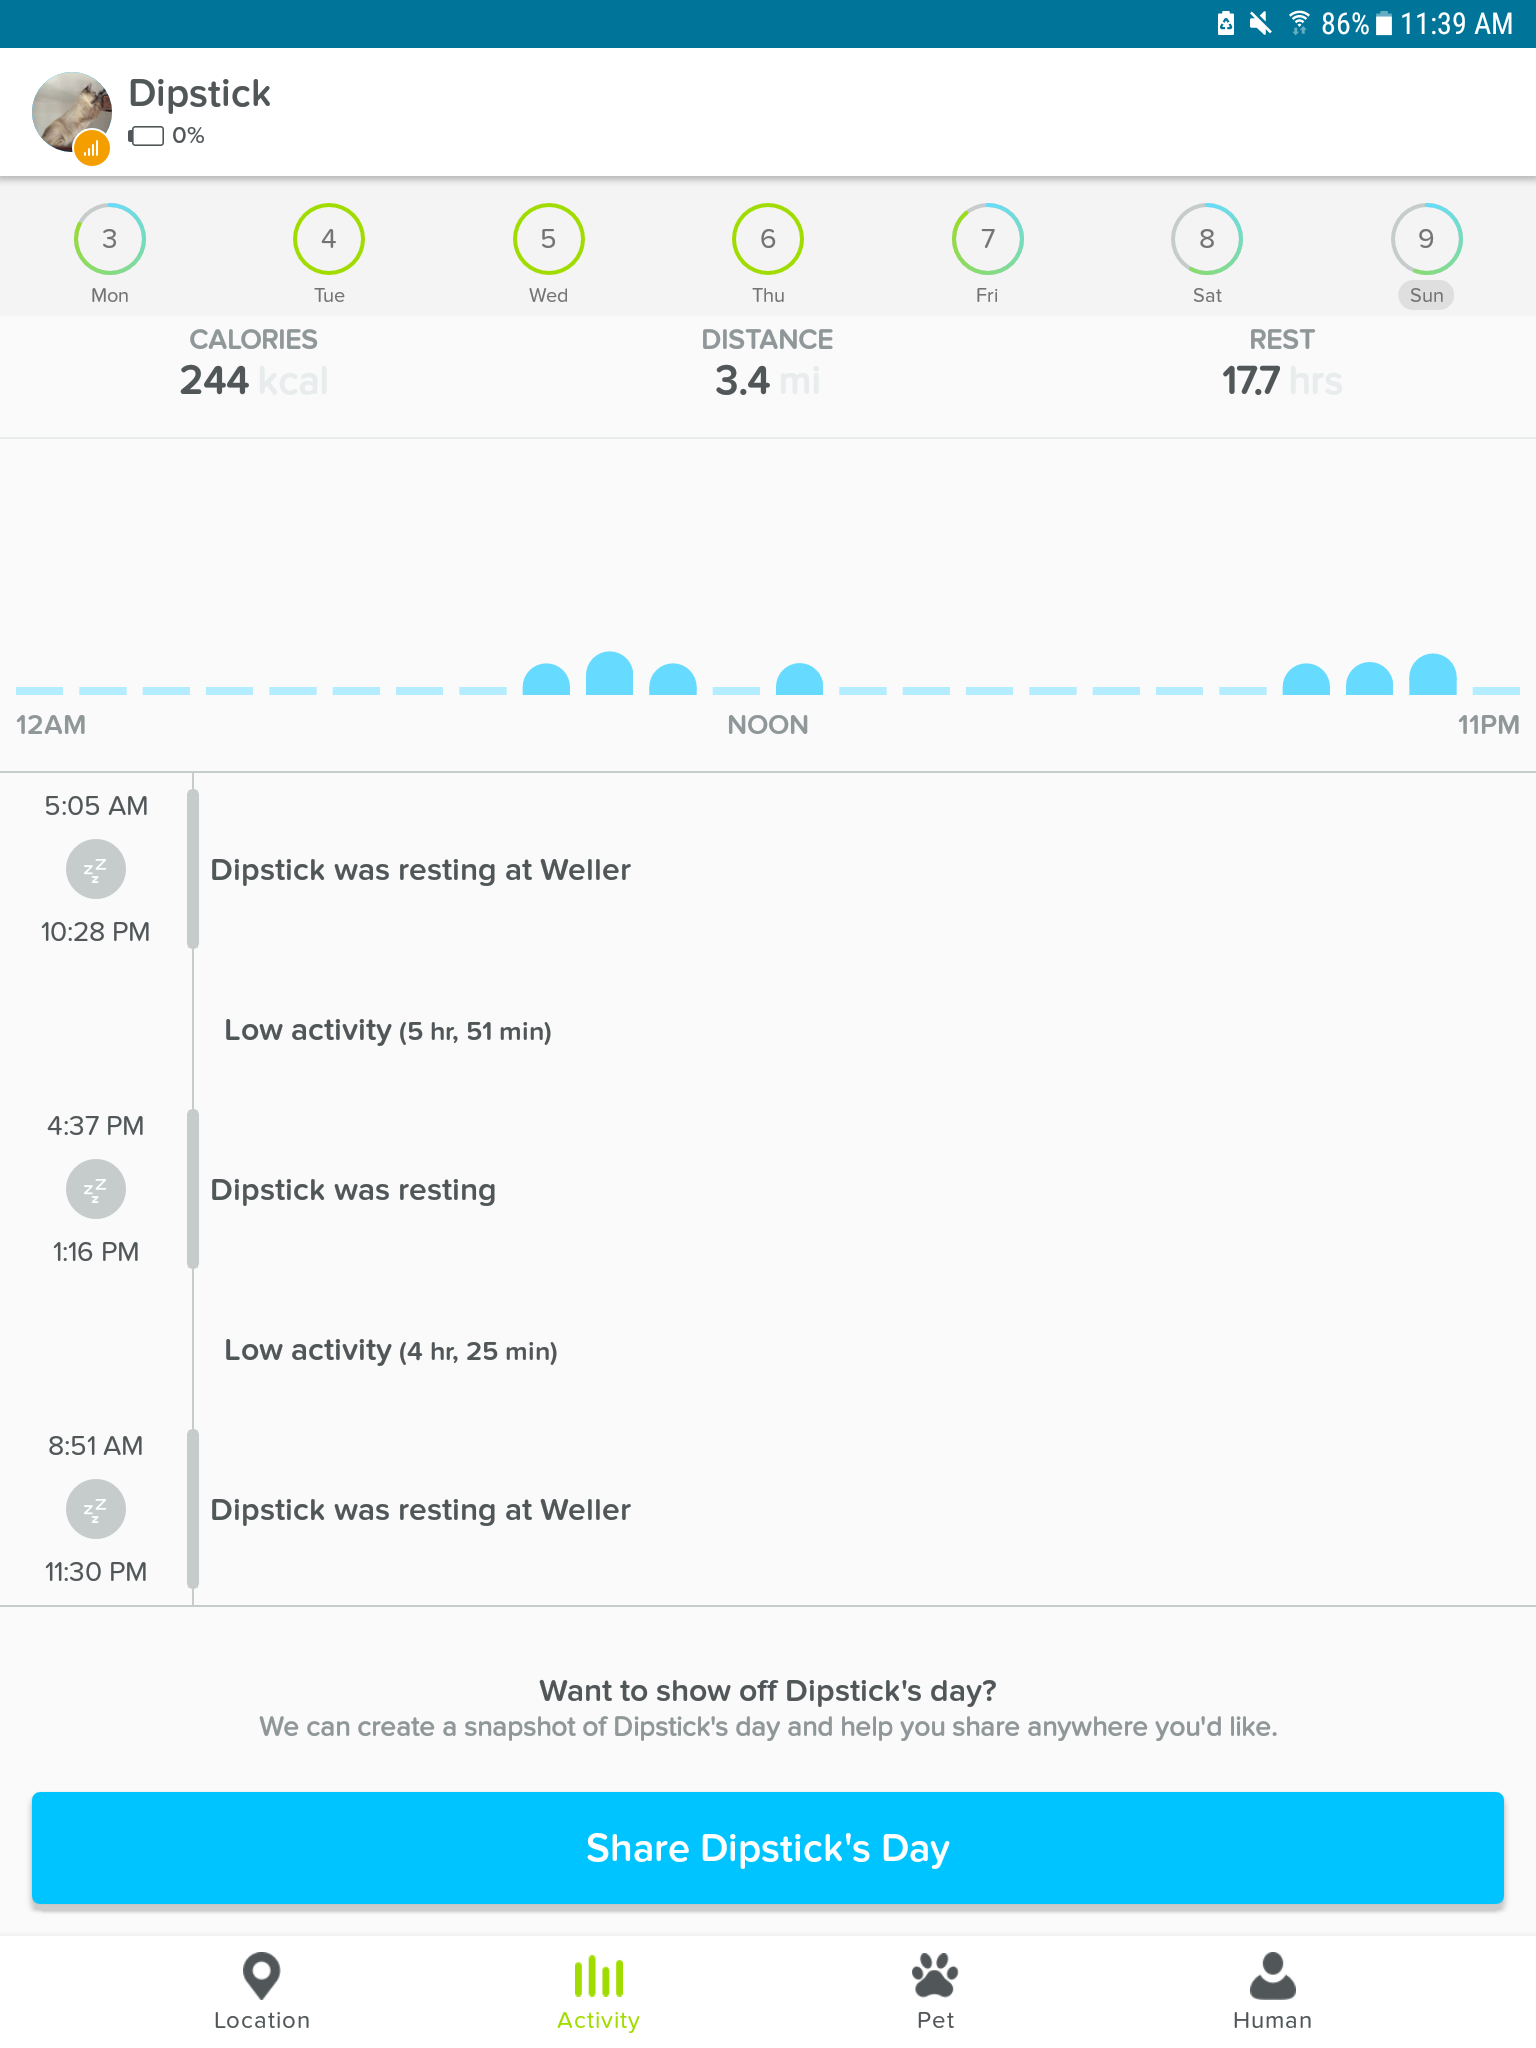 86% 11:39 AM
Dipstick
0%
3 4 5 6 7 8 9
Mon Tue Wed Thu Fri Sat Sun
CALORIES DISTANCE REST
244 kcal 3.4 mi 17.7 hrs
12AM NOON 11PM
5:05 AM
zzz
Dipstick was resting at Weller
10:28 PM
Low activity (5 hr, 51 min)
4:37 PM
zzz
Dipstick was resting
1:16 PM
Low activity (4 hr, 25 min)
8:51 AM
zzz
Dipstick was resting at Weller
11:30 PM
Want to show off Dipstick's day?
We can create a snapshot of Dipstick's day and help you share anywhere you'd like.
Share Dipstick's Day
Location Activity Pet Human